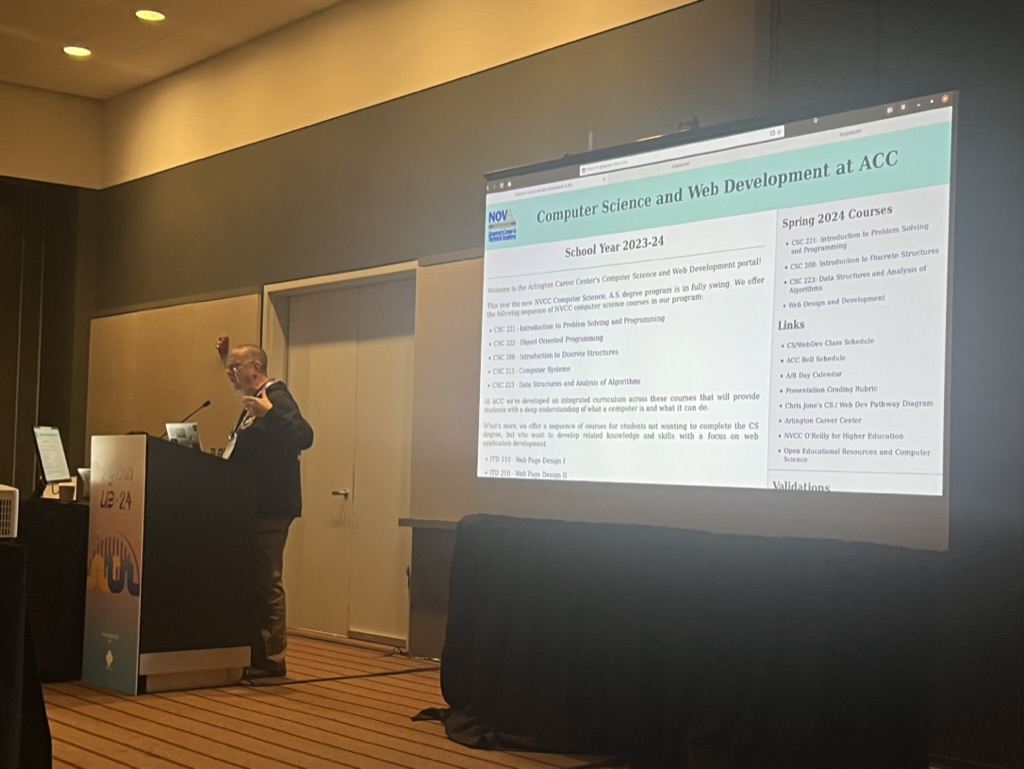 Computer Science and Web Development at ACC
NOV
School Year 2023-24
Welcome to the Arlington Career Center's Computer Science and Web Development portal!
This year the new NVCC Computer Science, A.S. degree program is in fully swing. We offer
the following sequence of NVCC computer science courses in our program:
• CSC 221 - Introduction to Problem Solving and Programming
• CSC 222 - Object Oriented Programming
• CSC 208 - Introduction to Discrete Structures
• CSC 215 - Computer Systems
• CSC 223 - Data Structures and Analysis of Algorithms
At ACC we've developed an integrated curriculum across these courses that will provide
students with a deep understanding of what a computer is and what it can do.
What's more, we offer a sequence of courses for students not wanting to complete the CS
degree, but who want to develop related knowledge and skills with a focus on web
application development.
• ITD 110 - Web Page Design I
• ITD 210 - Web Page Design II
Spring 2024 Courses
• CSC 221: Introduction to Problem Solving
and Programming
• CSC 208: Introduction to Discrete Structures
• CSC 223: Data Structures and Analysis of
Algorithms
• Web Design and Development
Links
• CS/WebDev Class Schedule
• ACC Bell Schedule
• A/B Day Calendar
• Presentation Grading Rubric
• Chris Jone's CS / Web Dev Pathway Diagram
• Arlington Career Center
• NVCC O'Reilly for Higher Education
• Open Educational Resources and Computer
Science
Validations